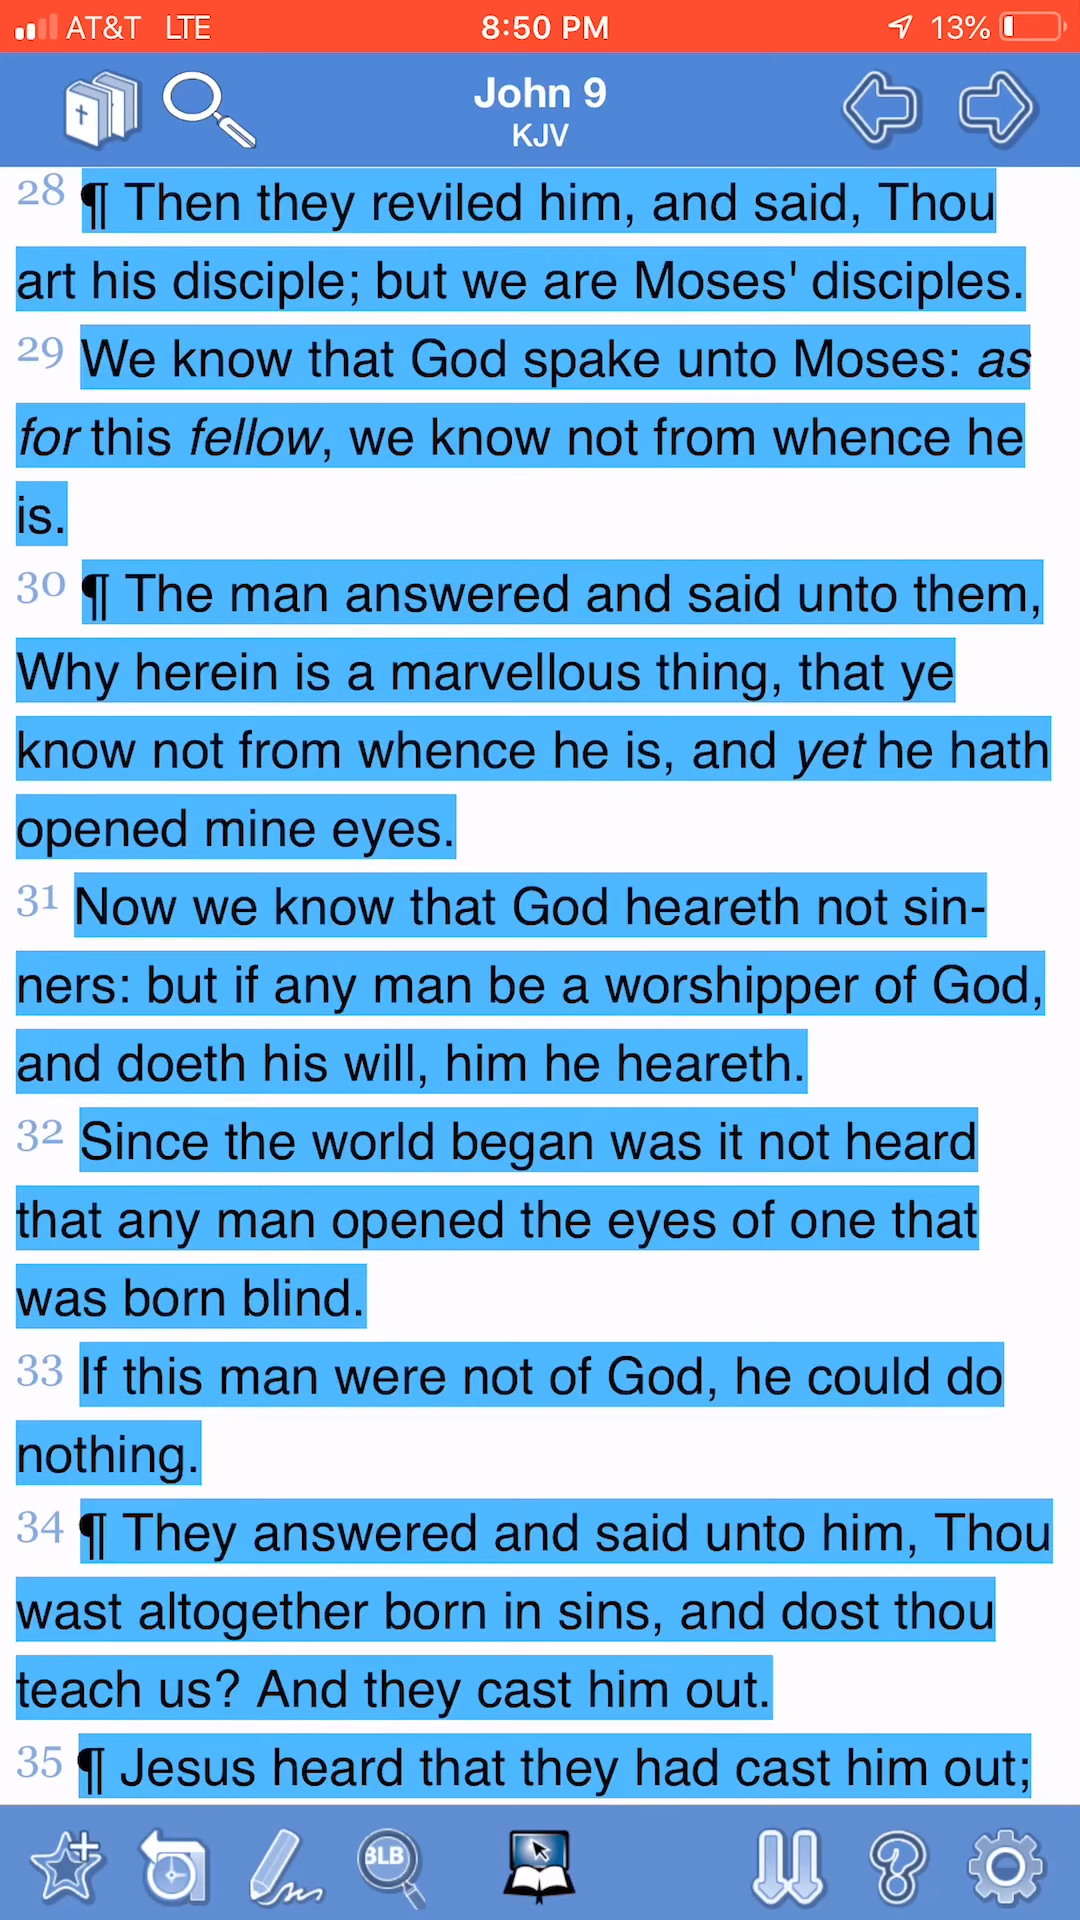 AT&T LTE 8:50 PM 13%
John 9
KJV
28 ¶ Then they reviled him, and said, Thou
art his disciple; but we are Moses' disciples.
29 We know that God spake unto Moses: as
for this fellow, we know not from whence he
is.
30 ¶ The man answered and said unto them,
Why herein is a marvellous thing, that ye
know not from whence he is, and yet he hath
opened mine eyes.
31 Now we know that God heareth not sin-
ners: but if any man be a worshipper of God,
and doeth his will, him he heareth.
32 Since the world began was it not heard
that any man opened the eyes of one that
was born blind.
33 If this man were not of God, he could do
nothing.
34 ¶ They answered and said unto him, Thou
wast altogether born in sins, and dost thou
teach us? And they cast him out.
35 ¶ Jesus heard that they had cast him out;
BLB